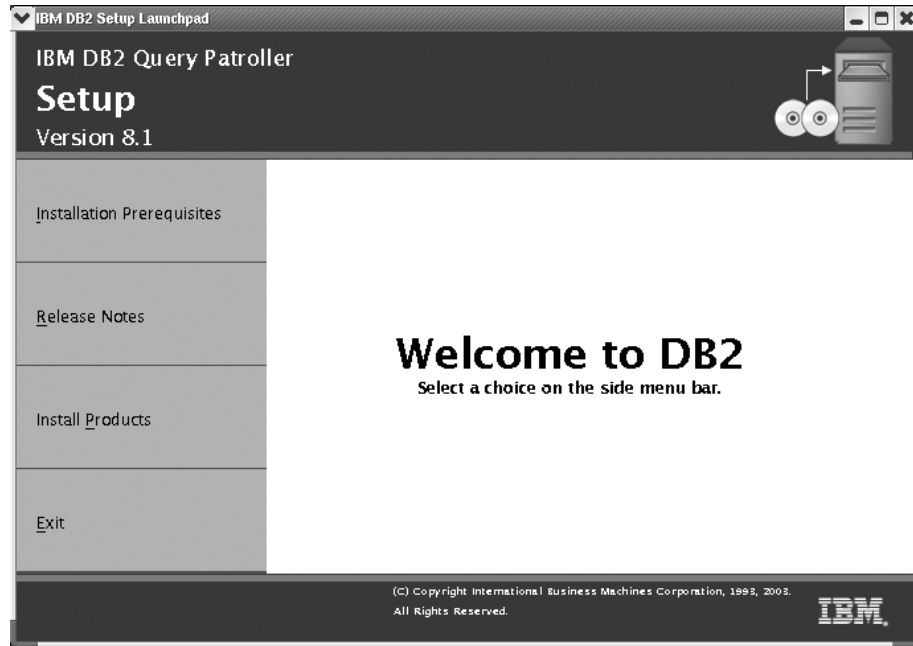 IBM DB2 Setup Launchpad
IBM DB2 Query Patroller
Setup
Version 8.1
Installation Prerequisites
Release Notes
Install Products
Exit
Welcome to DB2
Select a choice on the side menu bar.
(C) Copyright International Business Machines Corporation, 1993, 2003.
All Rights Reserved.
IBM.